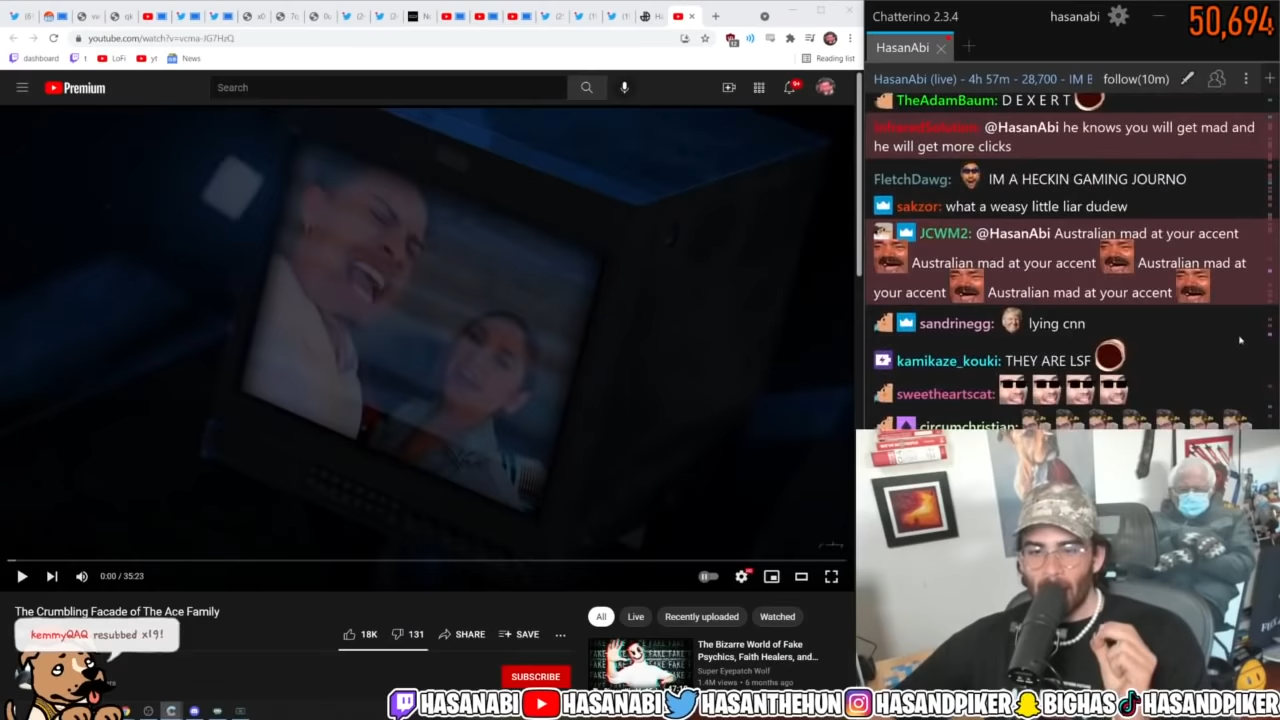 youtube.com/watch?v=vcma-JG7HzQ
dashboard
1
LoFi
yt
News
Reading list
Premium
Search
9+
0:00 / 35:23
The Crumbling Facade of The Ace Family
kemmyQAQ resubbed x19!
18K
131
SHARE
SAVE
SUBSCRIBE
All
Live
Recently uploaded
Watched
The Bizarre World of Fake
Psychics, Faith Healers, and...
Super Eyepatch Wolf
1.4M views • 6 months ago
Chatterino 2.3.4
hasanabi
50,694
HasanAbi
HasanAbi (live) - 4h 57m - 28,700 - IM B
follow(10m)
TheAdamBaum: D E X E R T
@HasanAbi he knows you will get mad and
he will get more clicks
FletchDawg: IM A HECKIN GAMING JOURNO
sakzor: what a weasy little liar dudew
JCWM2: @HasanAbi Australian mad at your accent
Australian mad at your accent Australian mad at
your accent Australian mad at your accent
sandrinegg: lying cnn
kamikaze_kouki: THEY ARE LSF
sweetheartscat:
circumchristian:
HASANABI HASANABI HASANTHEHUN HASANDPIKER BIGHAS HASANDPIKER